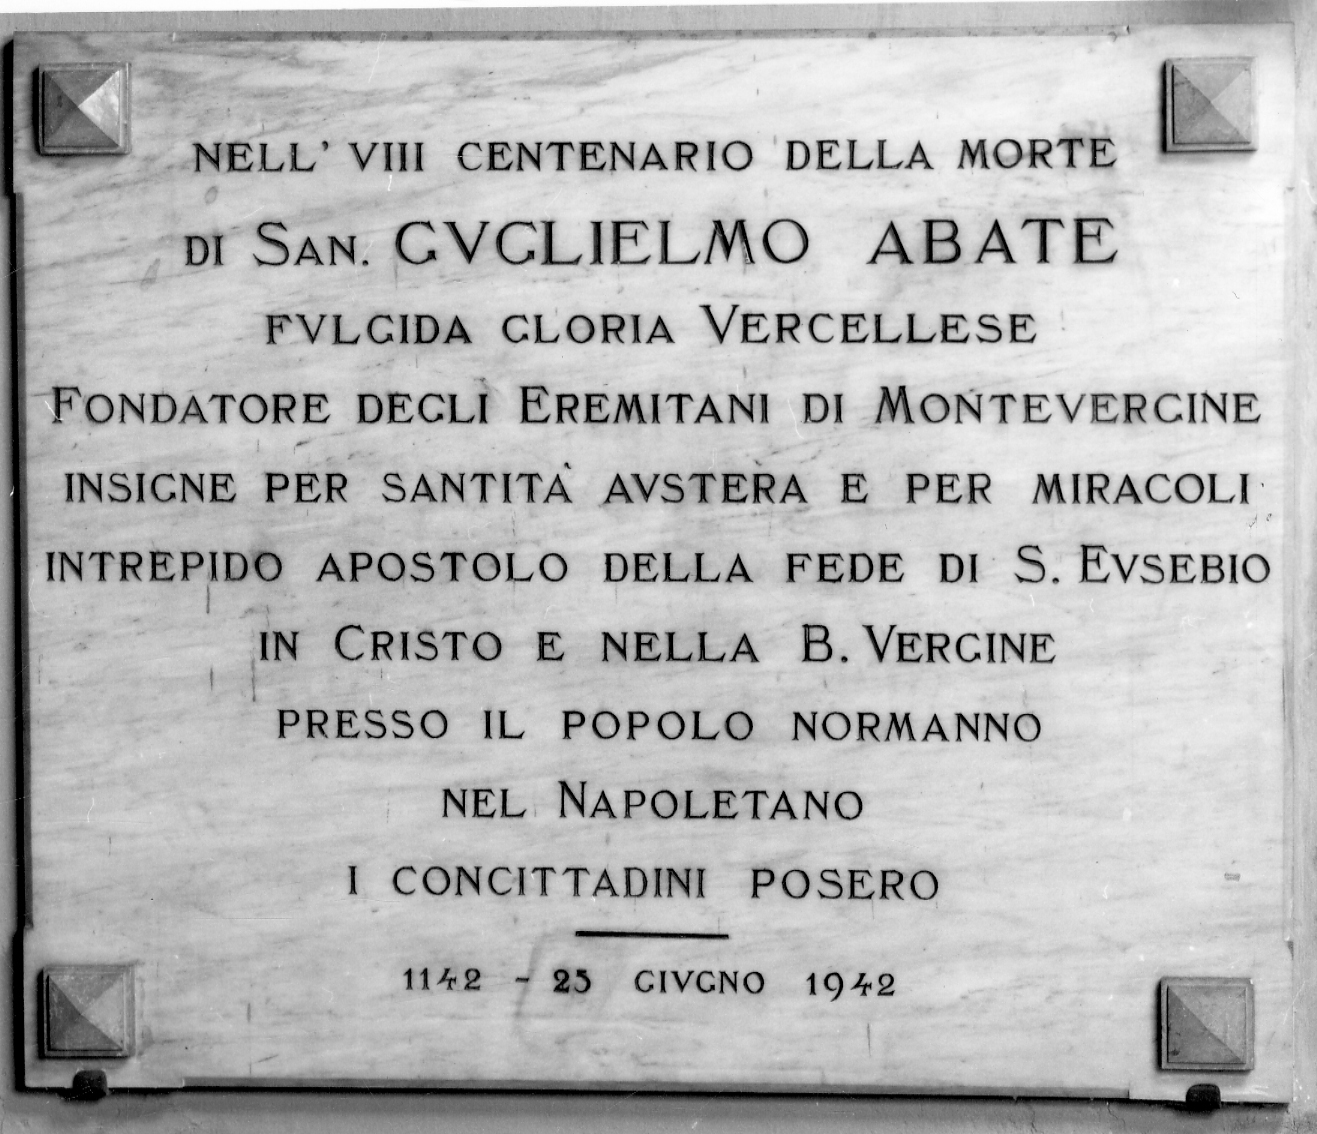 NELL' VIII CENTENARIO DELLA MORTE
DI SAN. GVGLIELMO ABATE
FVLGIDA GLORIA VERCELLESE
FONDATORE DEGLI EREMITANI DI MONTEVERGINE
INSIGNE PER SANTITÀ AVSTERA E PER MIRACOLI
INTREPIDO APOSTOLO DELLA FEDE DI S. EVSEBIO
IN CRISTO E NELLA B. VERGINE
PRESSO IL POPOLO NORMANNO
NEL NAPOLETANO
I CONCITTADINI POSERO
1142 - 25 GIVGNO 1942